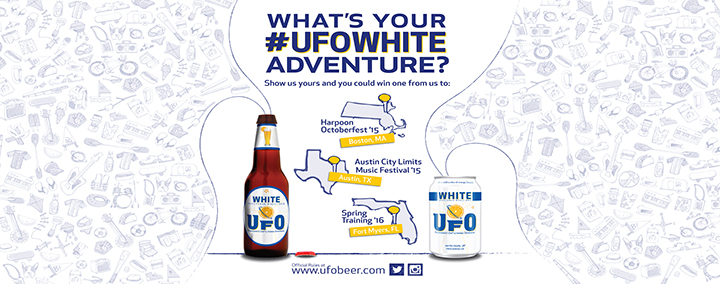 WHAT'S YOUR
#UFOWHITE
ADVENTURE?
Show us yours and you could win one from us to:
Harpoon
Octoberfest '15
Boston, MA
Austin City Limits
Music Festival '15
Austin, TX
Spring
Training '16
Fort Myers, FL
WHITE
UFO
WHITE
UFO
Official Rules at
www.ufobeer.com